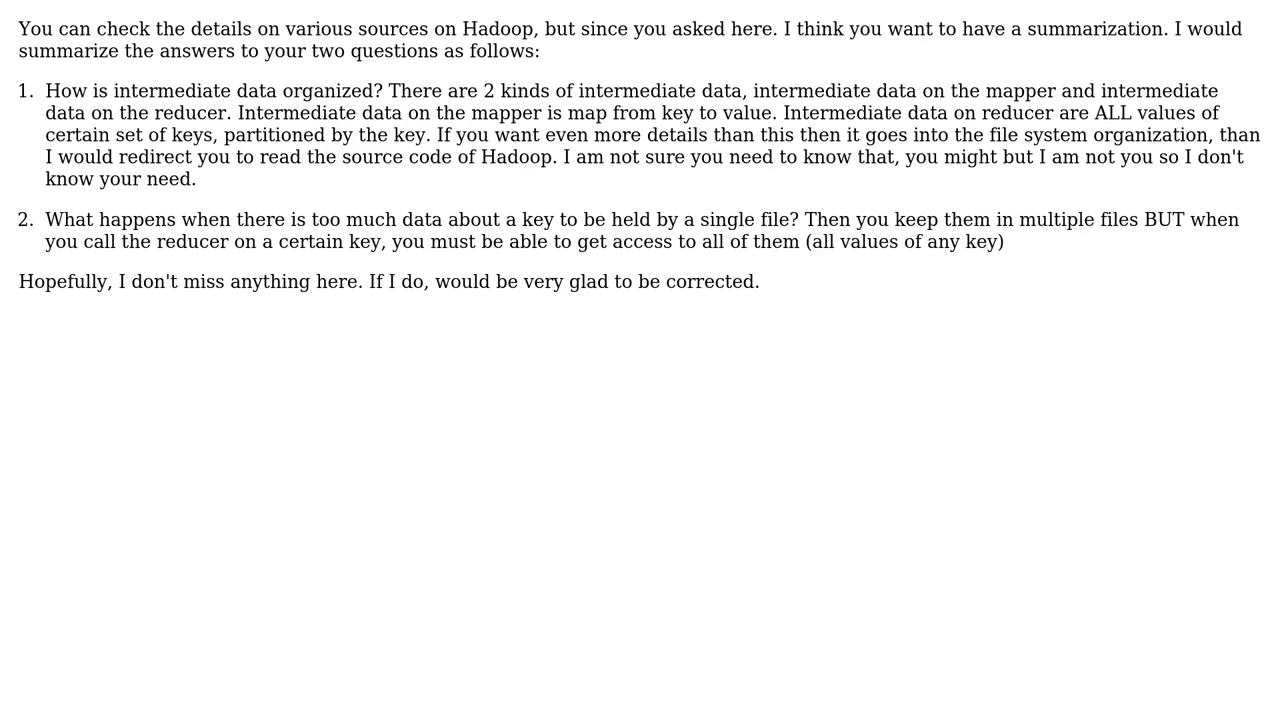 You can check the details on various sources on Hadoop, but since you asked here. I think you want to have a summarization. I would
summarize the answers to your two questions as follows:
1. How is intermediate data organized? There are 2 kinds of intermediate data, intermediate data on the mapper and intermediate
data on the reducer. Intermediate data on the mapper is map from key to value. Intermediate data on reducer are ALL values of
certain set of keys, partitioned by the key. If you want even more details than this then it goes into the file system organization, than
I would redirect you to read the source code of Hadoop. I am not sure you need to know that, you might but I am not you so I don't
know your need.
2. What happens when there is too much data about a key to be held by a single file? Then you keep them in multiple files BUT when
you call the reducer on a certain key, you must be able to get access to all of them (all values of any key)
Hopefully, I don't miss anything here. If I do, would be very glad to be corrected.